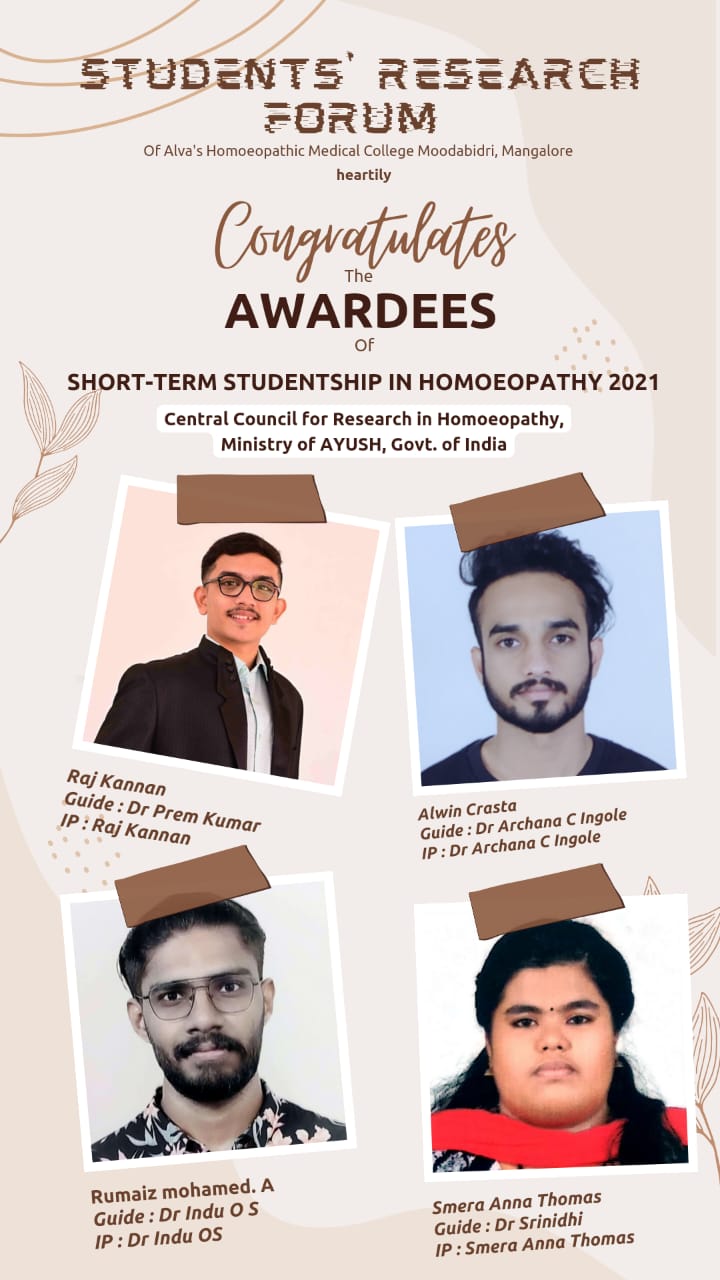 STUDENTS' RESEARCH
FORUM
Of Alva's Homoeopathic Medical College Moodabidri, Mangalore
heartily
Congratulates
The
AWARDEES
Of
SHORT-TERM STUDENTSHIP IN HOMOEOPATHY 2021
Central Council for Research in Homoeopathy,
Ministry of AYUSH, Govt. of India
Raj Kannan
Guide : Dr Prem Kumar
IP : Raj Kannan
Alwin Crasta
Guide : Dr Archana C Ingole
IP : Dr Archana C Ingole
Rumaiz mohamed. A
Guide : Dr Indu O S
IP : Dr Indu OS
Smera Anna Thomas
Guide : Dr Srinidhi
IP : Smera Anna Thomas